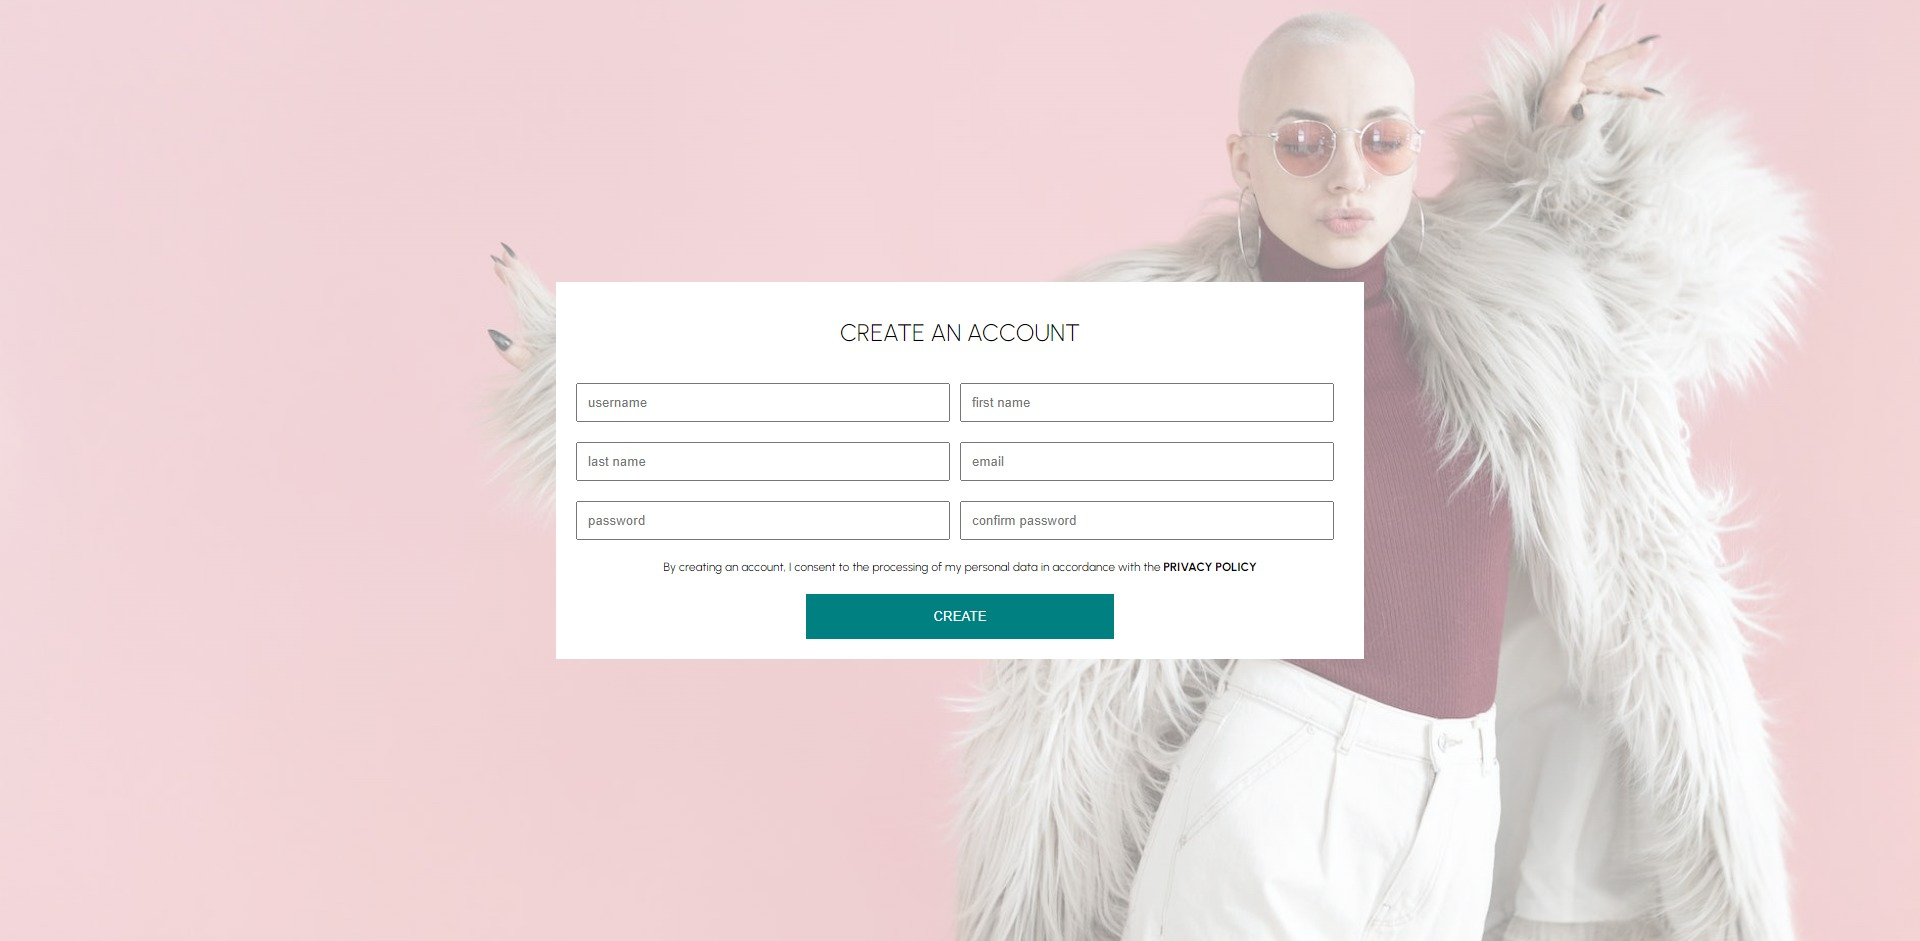 CREATE AN ACCOUNT
username
first name
last name
email
password
confirm password
By creating an account, I consent to the processing of my personal data in accordance with the PRIVACY POLICY
CREATE